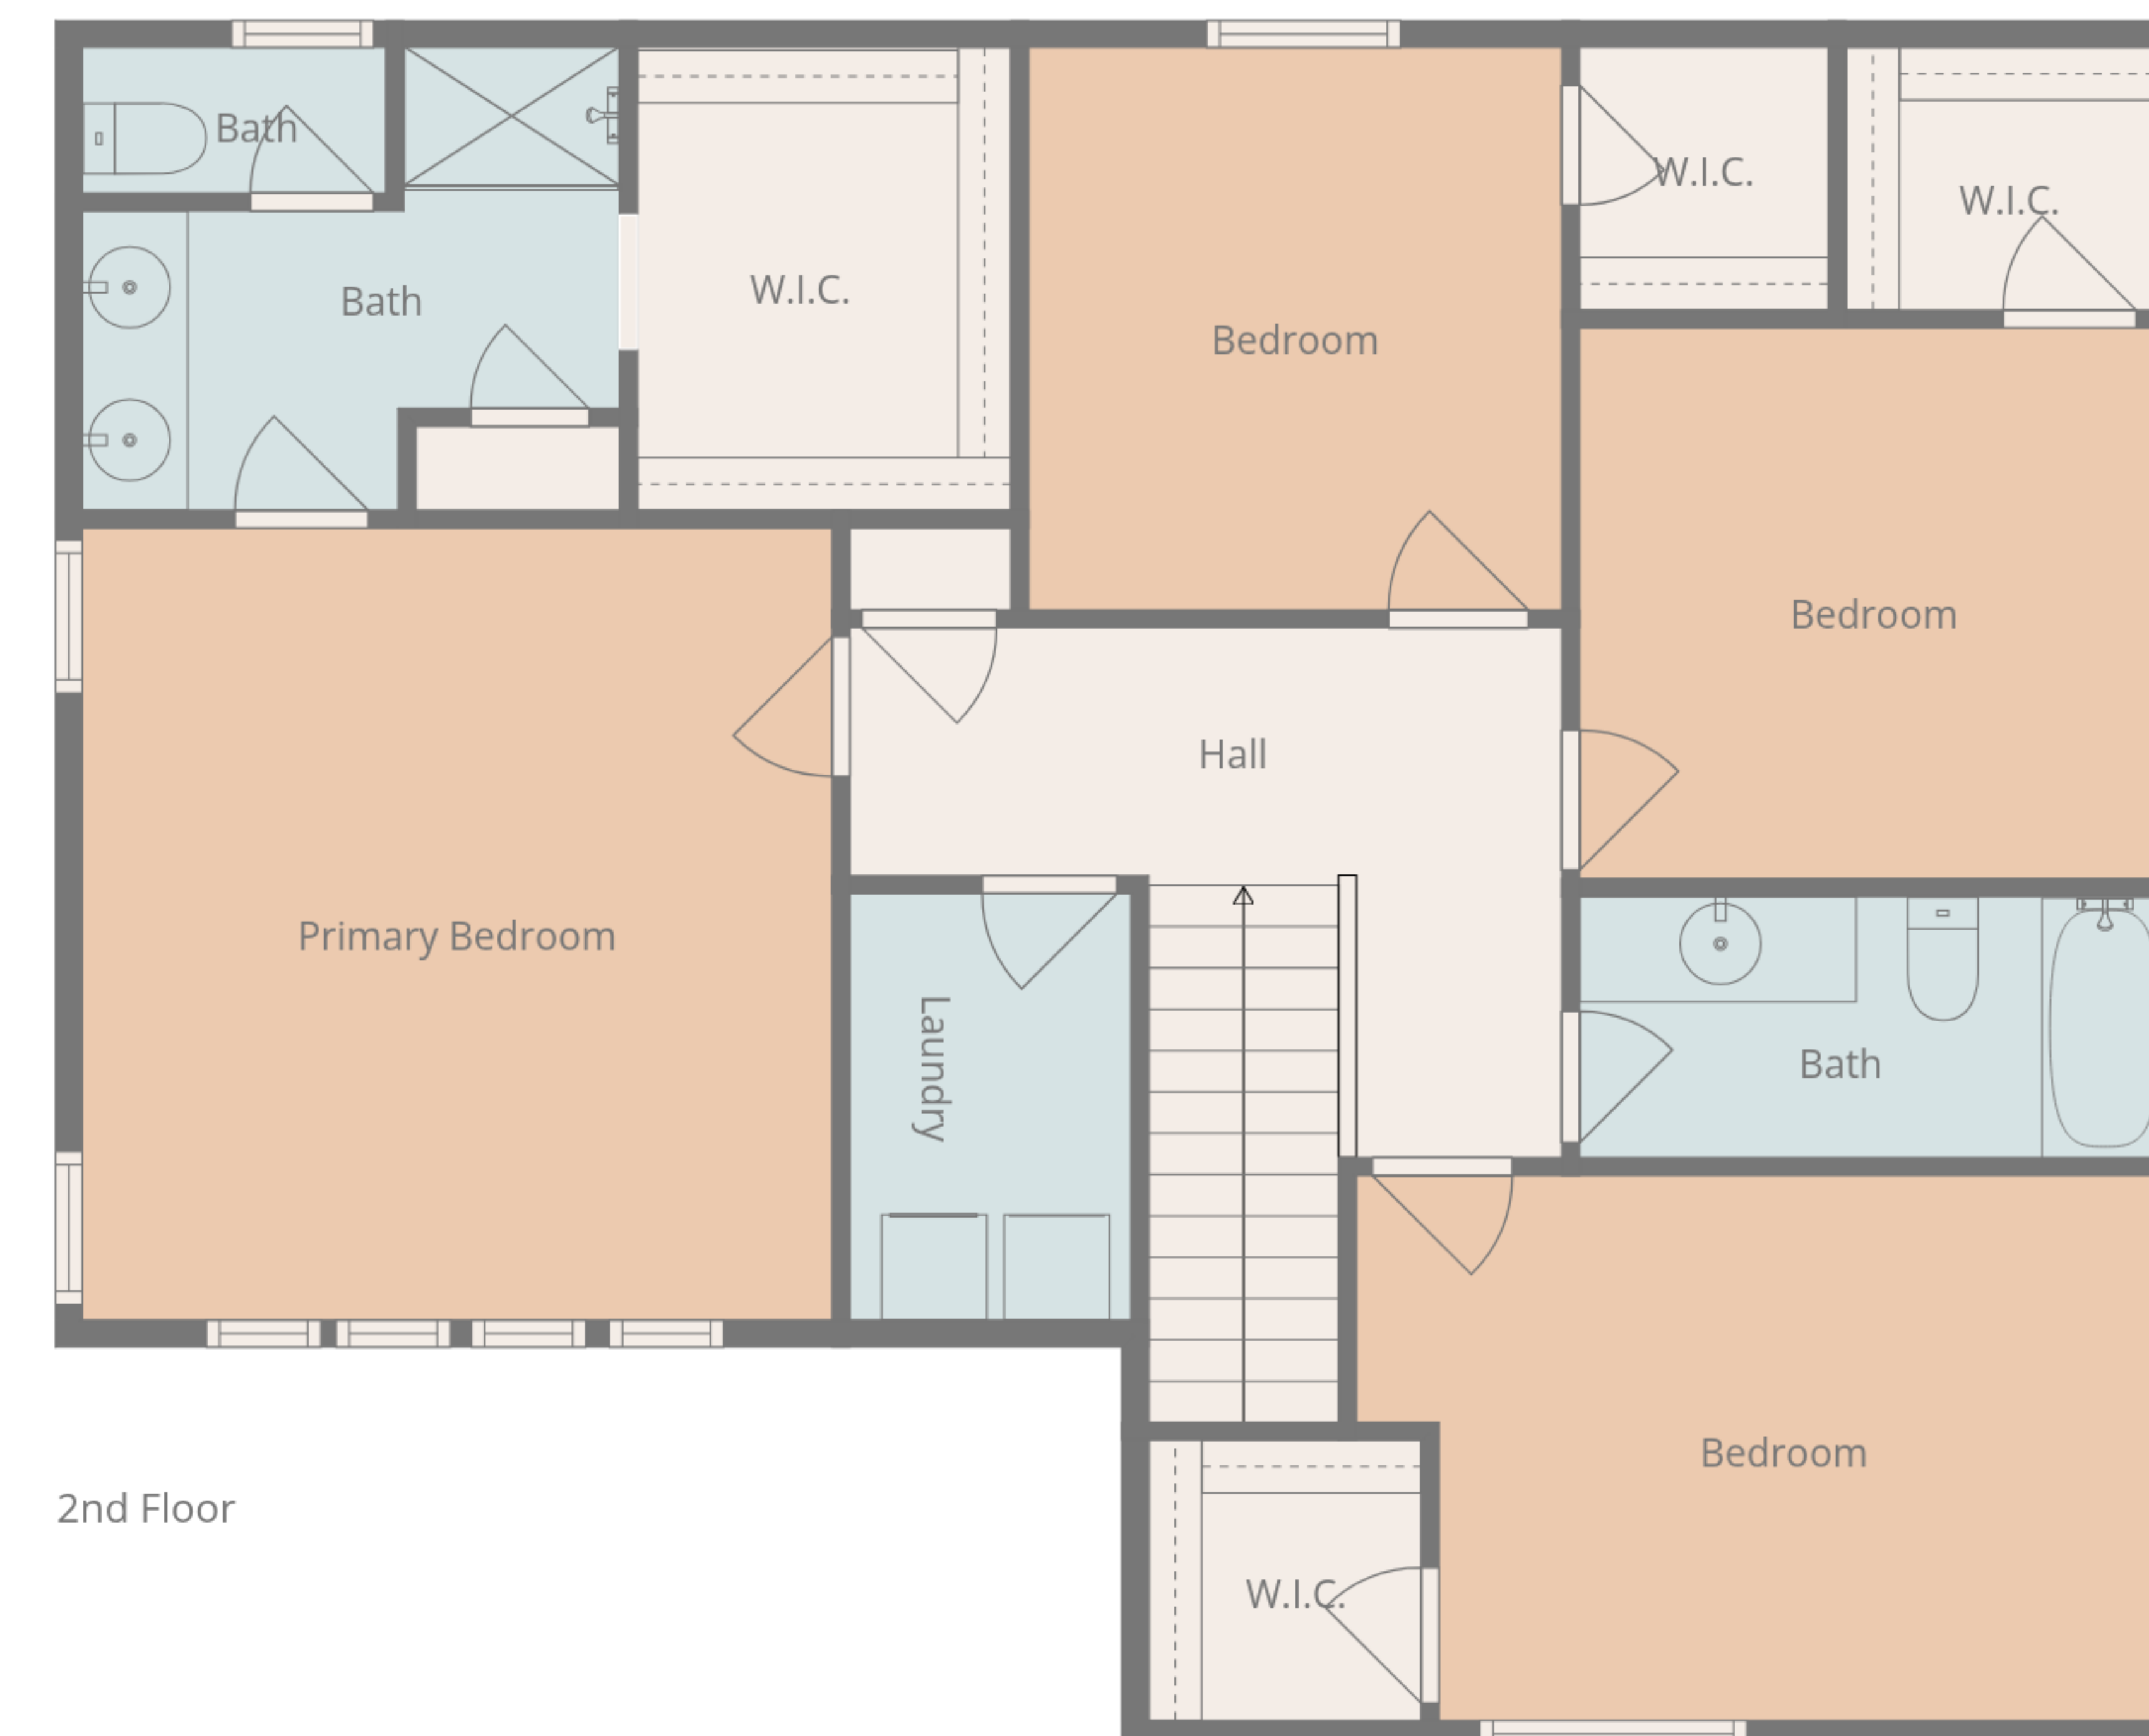 Bath
W.I.C.
W.I.C.
Bath
W.I.C.
Bedroom
Bedroom
Hall
Primary Bedroom
Laundry
Bath
Bedroom
2nd Floor
W.I.C.